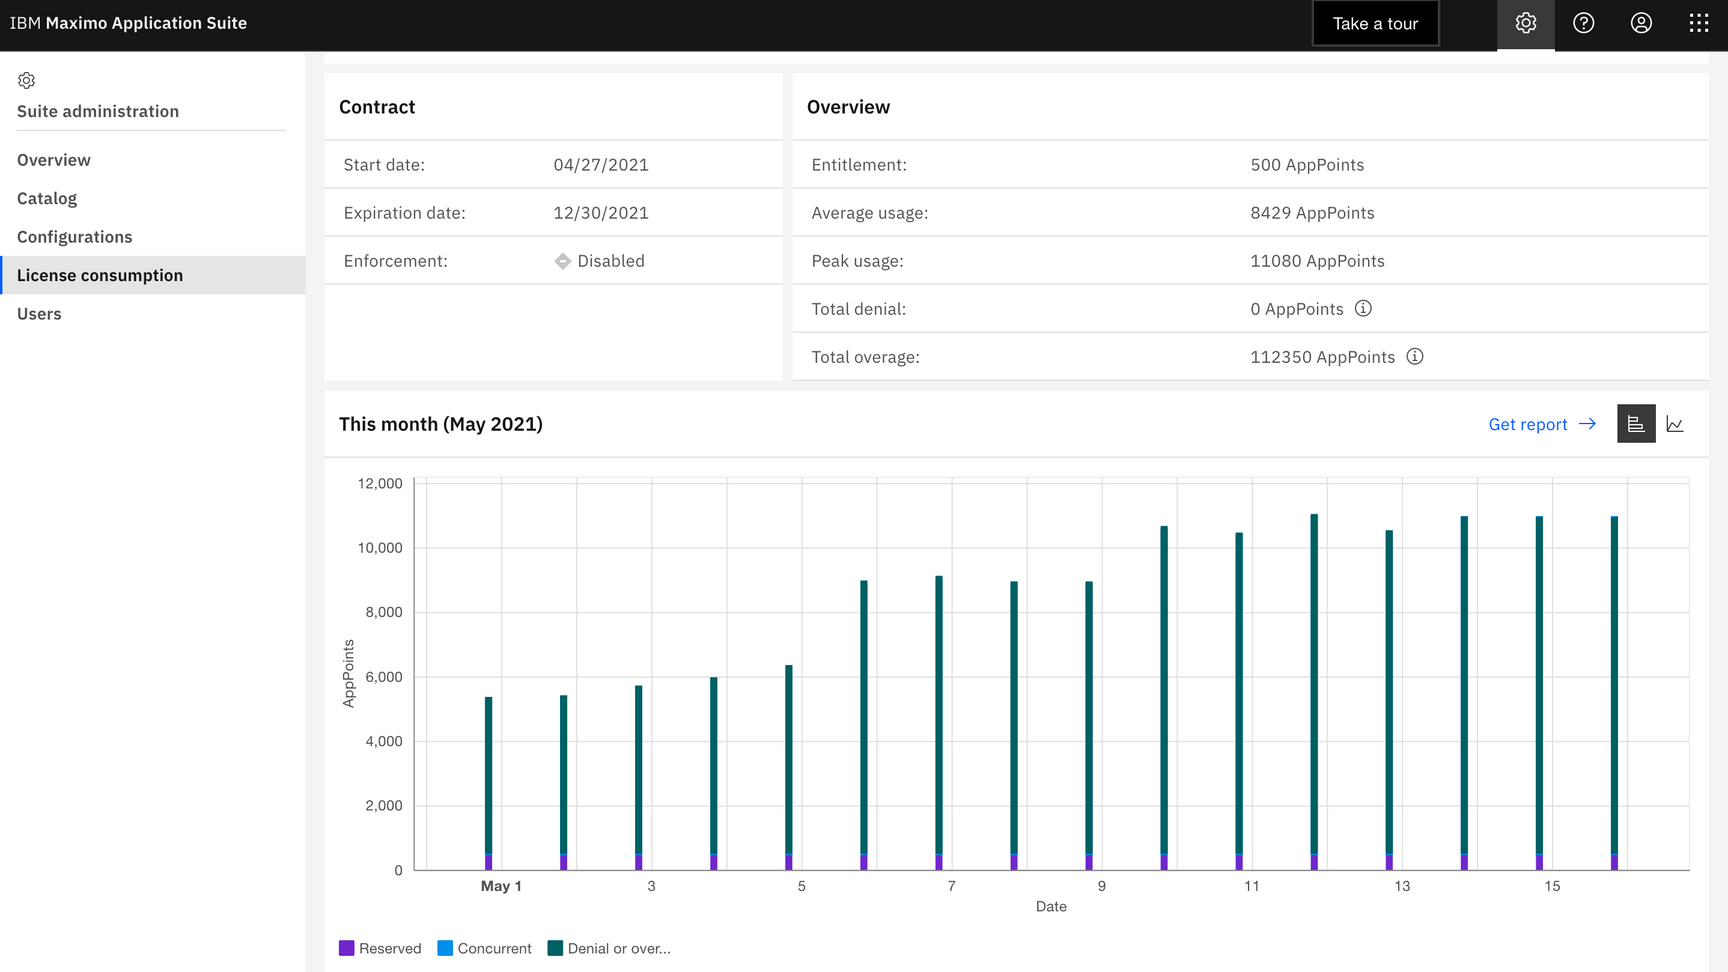 IBM Maximo Application Suite
Take a tour
Suite administration
Overview
Catalog
Configurations
License consumption
Users
Contract
Start date: 04/27/2021
Expiration date: 12/30/2021
Enforcement: Disabled
Overview
Entitlement: 500 AppPoints
Average usage: 8429 AppPoints
Peak usage: 11080 AppPoints
Total denial: 0 AppPoints
Total overage: 112350 AppPoints
This month (May 2021)
Get report
12,000
10,000
8,000
6,000
4,000
2,000
0
AppPoints
May 1 3 5 7 9 11 13 15
Date
Reserved Concurrent Denial or over...